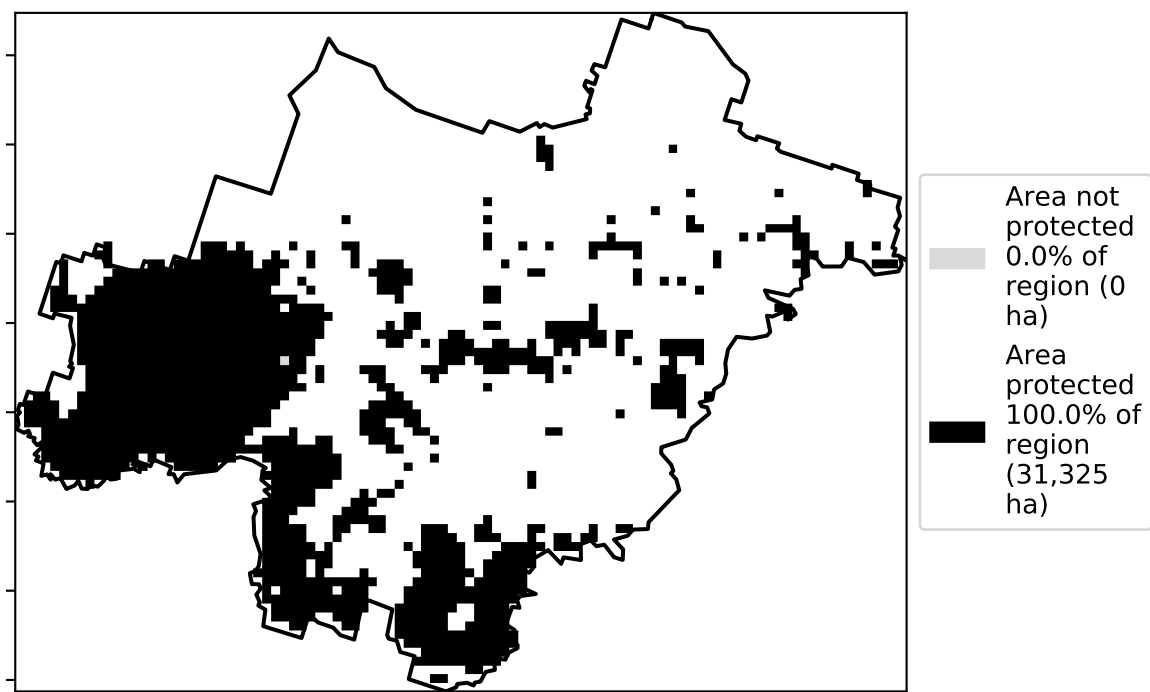 Area not
protected
0.0% of
region (0
ha)
Area
protected
100.0% of
region
(31,325
ha)